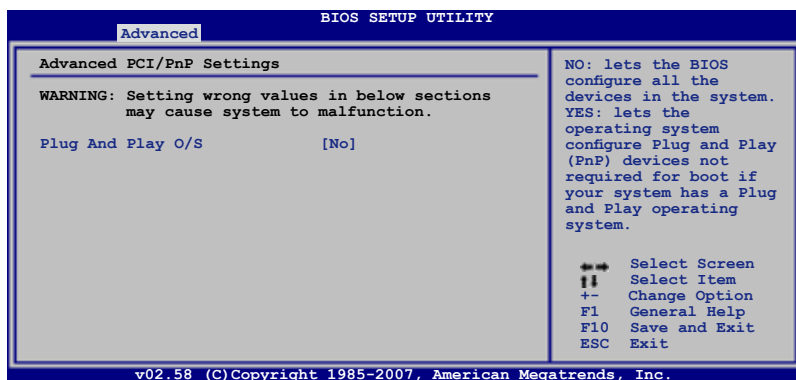 BIOS SETUP UTILITY
Advanced
Advanced PCI/PnP Settings
WARNING: Setting wrong values in below sections
may cause system to malfunction.
Plug And Play O/S [No]
NO: lets the BIOS
configure all the
devices in the system.
YES: lets the
operating system
configure Plug and Play
(PnP) devices not
required for boot if
your system has a Plug
and Play operating
system.
←→ Select Screen
↑↓ Select Item
+- Change Option
F1 General Help
F10 Save and Exit
ESC Exit
v02.58 (C)Copyright 1985-2007, American Megatrends, Inc.